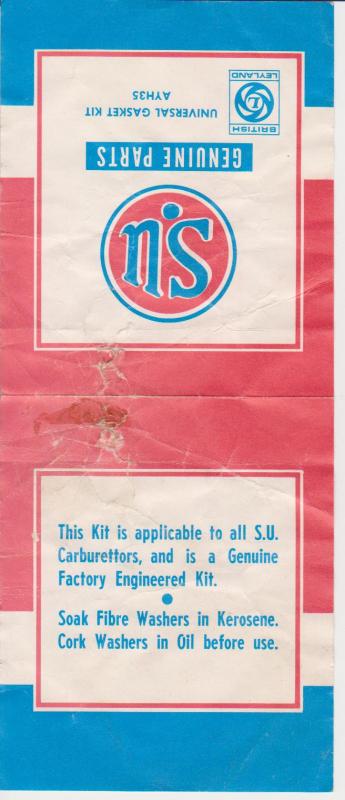 S.U.
GENUINE PARTS
UNIVERSAL GASKET KIT
AYH35
BRITISH
L
LEYLAND
This Kit is applicable to all S.U.
Carburettors, and is a Genuine
Factory Engineered Kit.
●
Soak Fibre Washers in Kerosene.
Cork Washers in Oil before use.